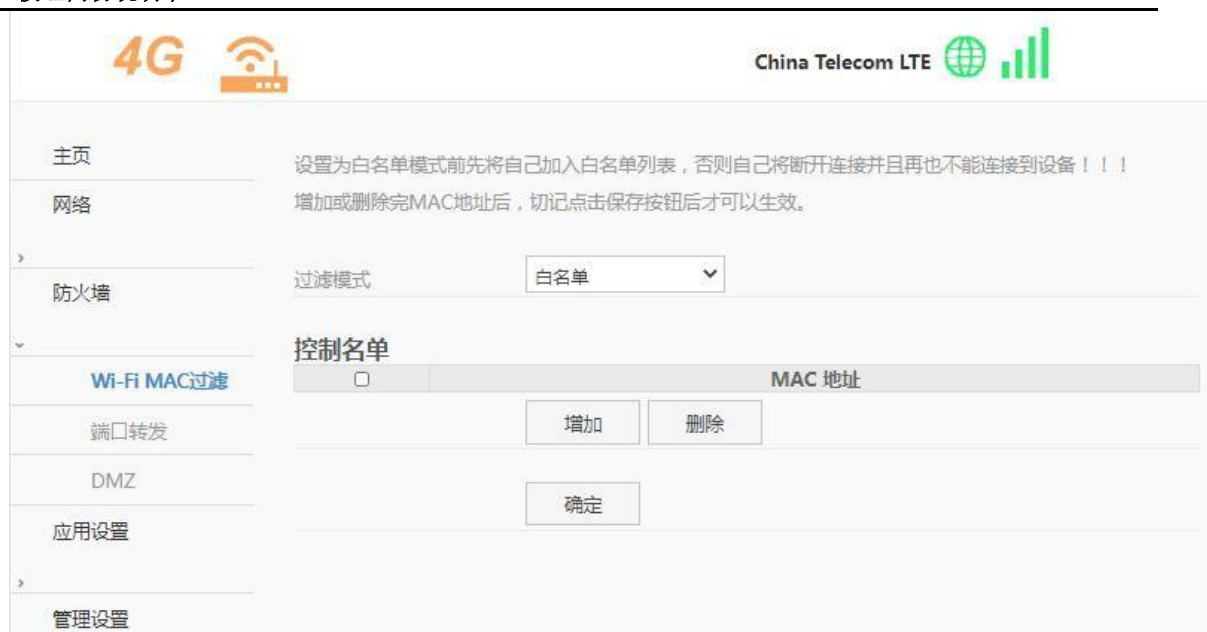 4G
China Telecom LTE
主页
网络
防火墙
Wi-Fi MAC过滤
端口转发
DMZ
应用设置
管理设置
设置为白名单模式前先将自己加入白名单列表，否则自己将断开连接并且再也不能连接到设备！！！
增加或删除完MAC地址后，切记点击保存按钮后才可以生效。
过滤模式
白名单
控制名单
MAC 地址
增加
删除
确定